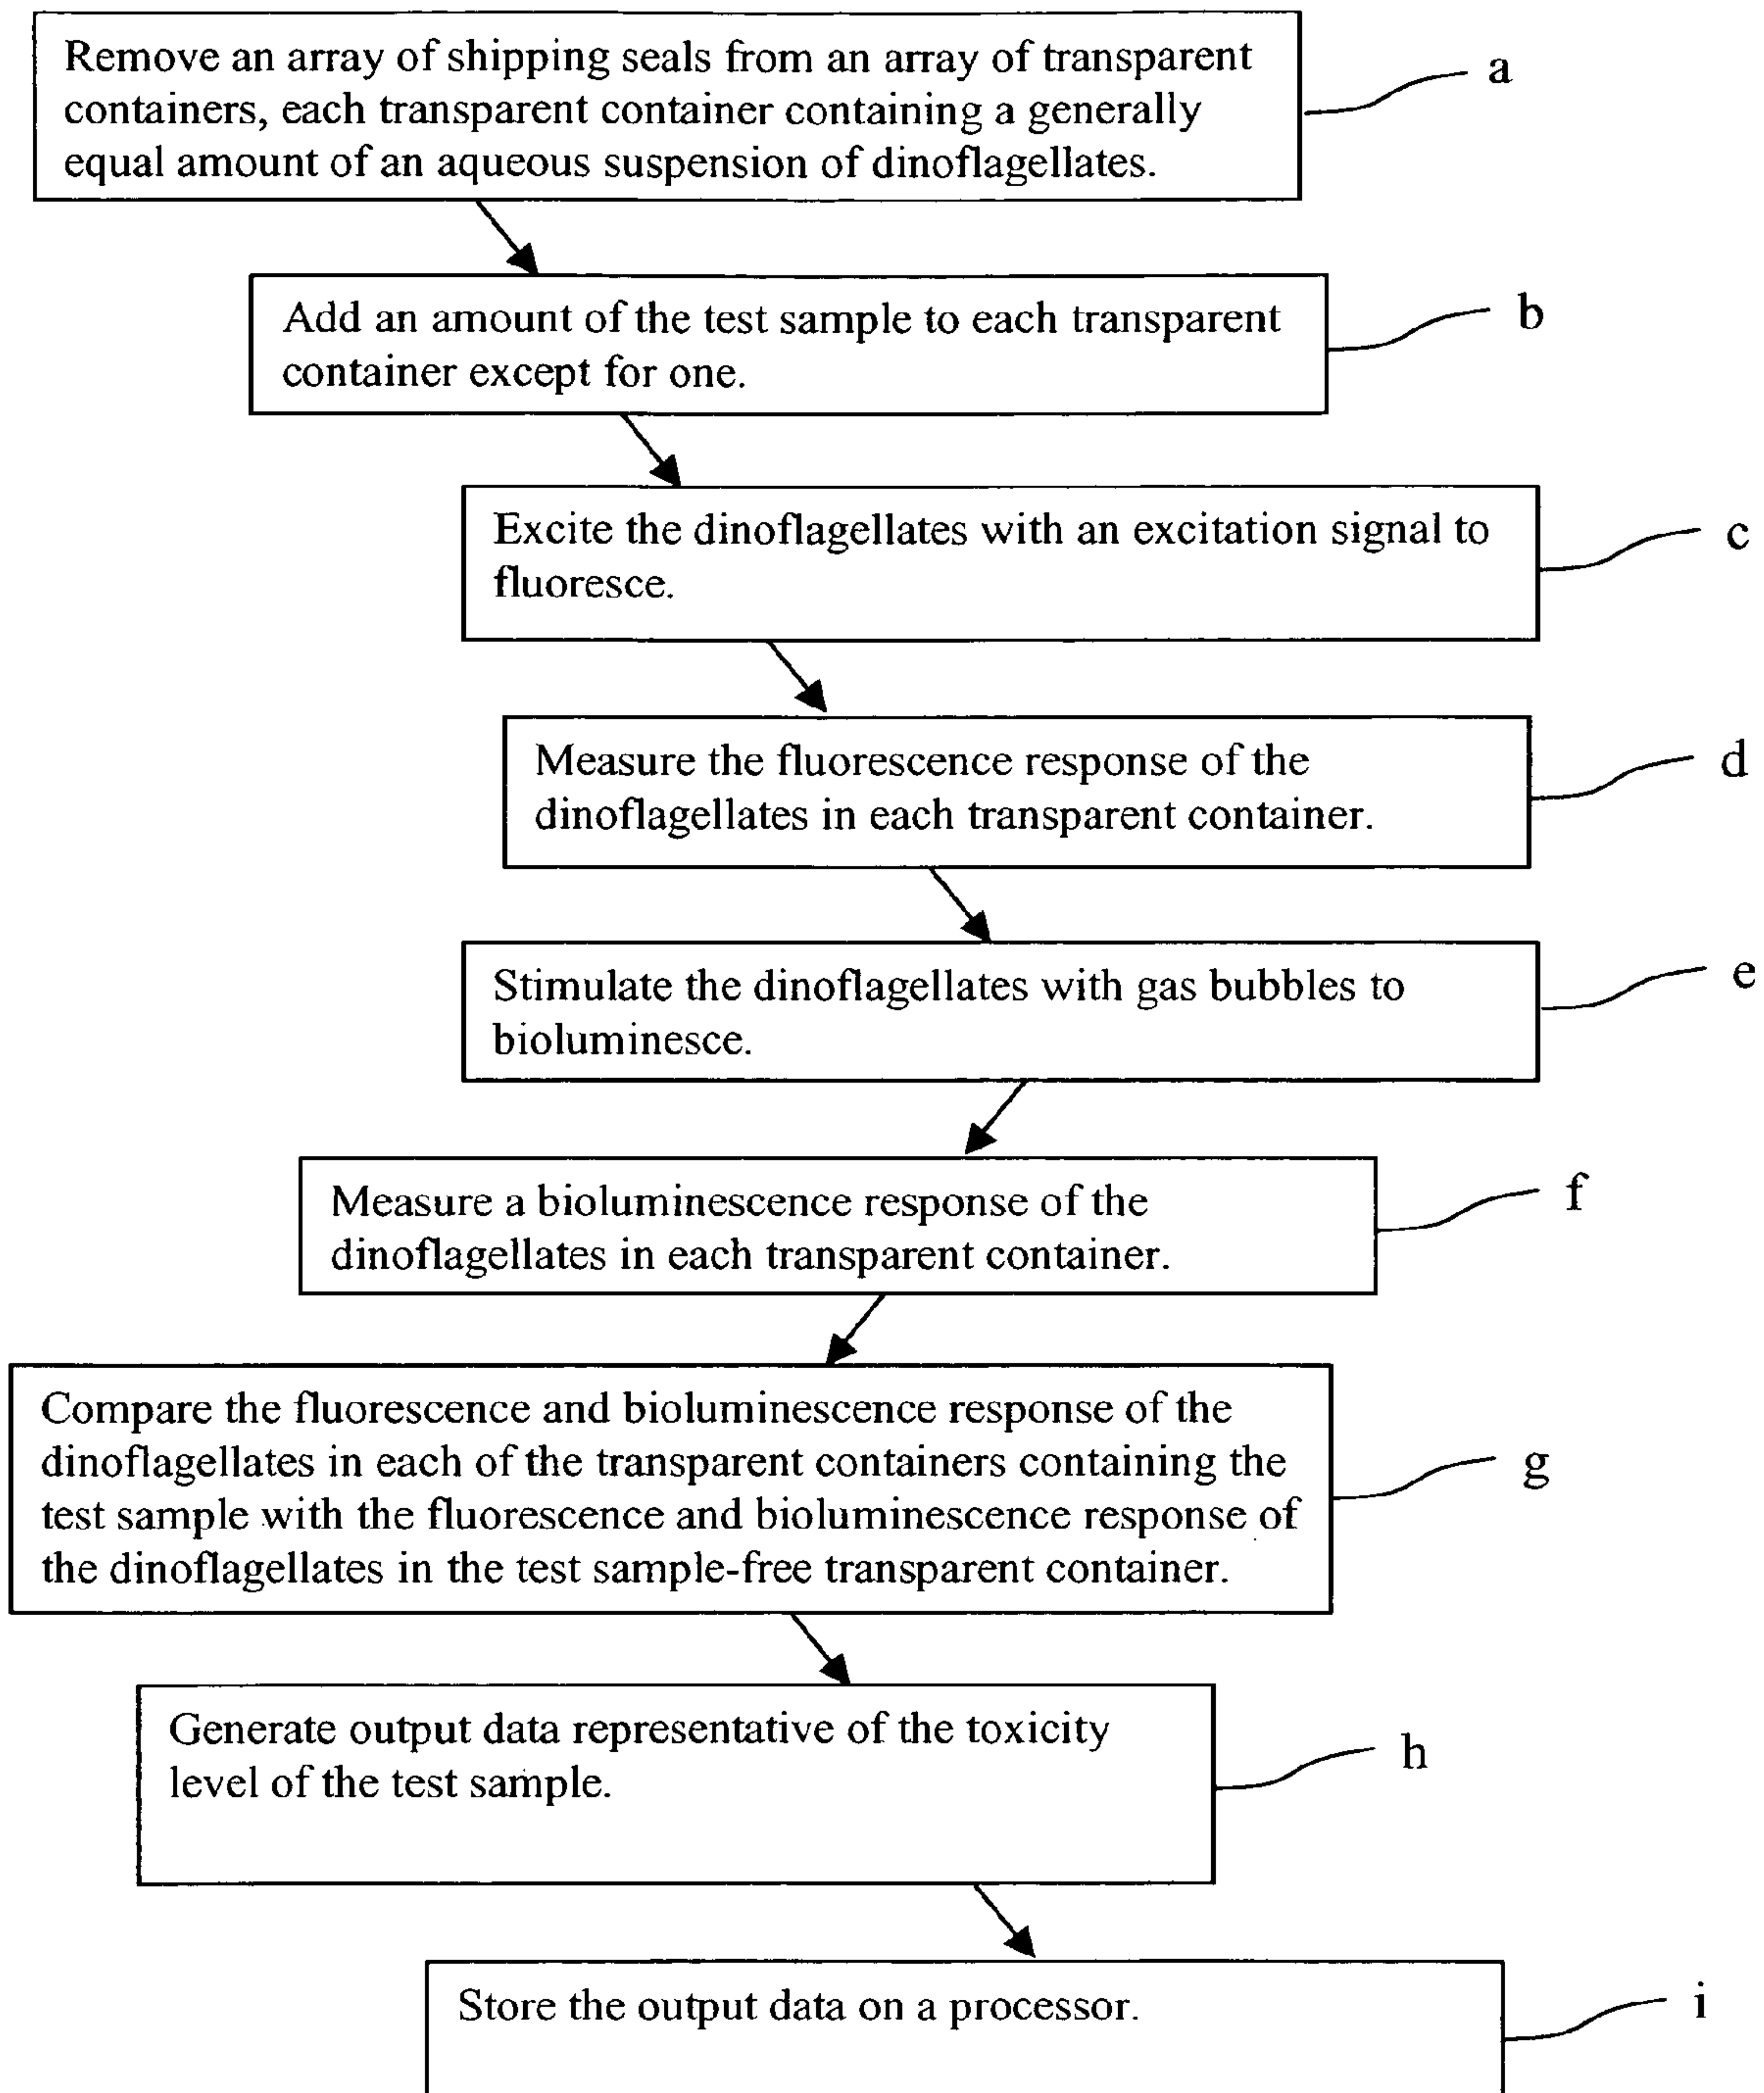 Remove an array of shipping seals from an array of transparent
containers, each transparent container containing a generally
equal amount of an aqueous suspension of dinoflagellates.
a
Add an amount of the test sample to each transparent
container except for one.
b
Excite the dinoflagellates with an excitation signal to
fluoresce.
c
Measure the fluorescence response of the
dinoflagellates in each transparent container.
d
Stimulate the dinoflagellates with gas bubbles to
bioluminesce.
e
Measure a bioluminescence response of the
dinoflagellates in each transparent container.
f
Compare the fluorescence and bioluminescence response of the
dinoflagellates in each of the transparent containers containing the
test sample with the fluorescence and bioluminescence response of
the dinoflagellates in the test sample-free transparent container.
g
Generate output data representative of the toxicity
level of the test sample.
h
Store the output data on a processor.
i